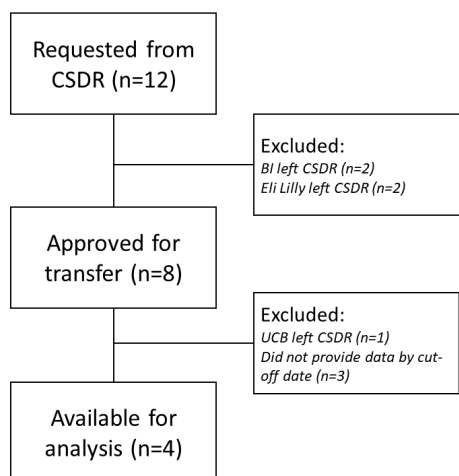 Requested from
CSDR (n=12)
Excluded:
BI left CSDR (n=2)
Eli Lilly left CSDR (n=2)
Approved for
transfer (n=8)
Excluded:
UCB left CSDR (n=1)
Did not provide data by cut-
off date (n=3)
Available for
analysis (n=4)